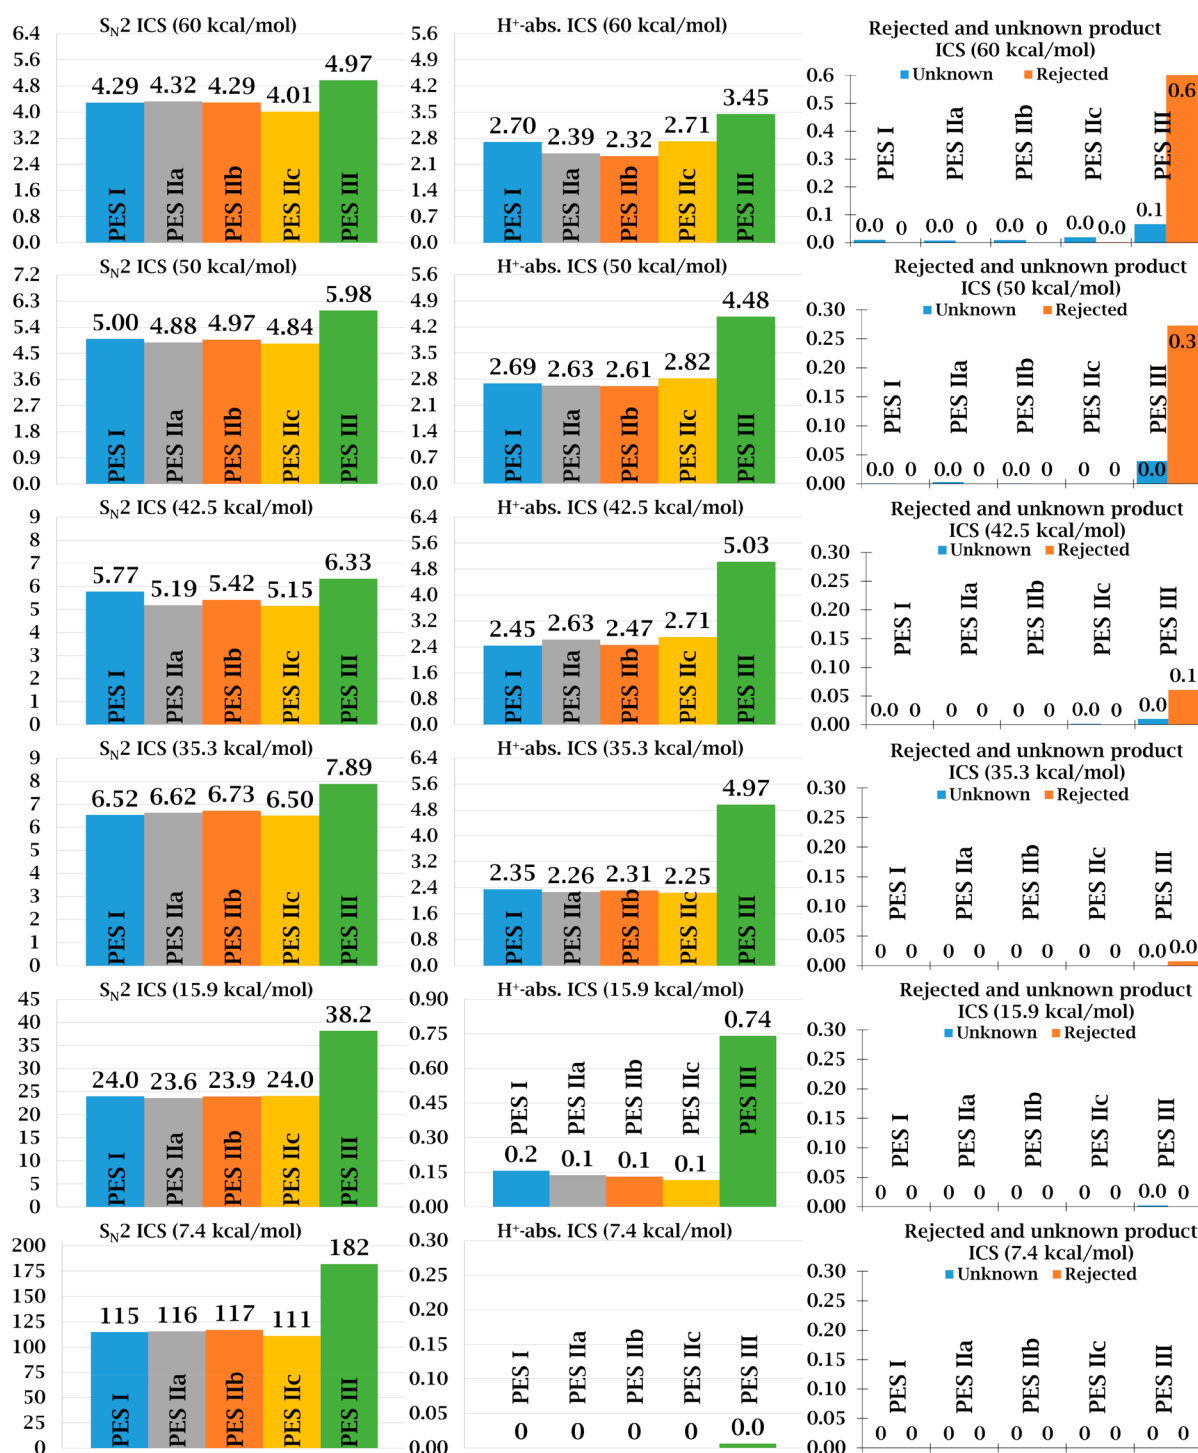 S_N2 ICS (60 kcal/mol)
6.4
5.6
4.8
4.0
3.2
2.4
1.6
0.8
0.0
4.29 4.32 4.29 4.01 4.97
PES I PES IIa PES IIb PES IIc PES III
H⁺-abs. ICS (60 kcal/mol)
5.6
4.9
4.2
3.5
2.8
2.1
1.4
0.7
0.0
2.70 2.39 2.32 2.71 3.45
PES I PES IIa PES IIb PES IIc PES III
Rejected and unknown product
ICS (60 kcal/mol)
Unknown Rejected
0.6
0.5
0.4
0.3
0.2
0.1
0.0
PES I PES IIa PES IIb PES IIc PES III
0.0 0 0.0 0 0.0 0 0.0 0.0 0.1 0.6
S_N2 ICS (50 kcal/mol)
7.2
6.3
5.4
4.5
3.6
2.7
1.8
0.9
0.0
5.00 4.88 4.97 4.84 5.98
PES I PES IIa PES IIb PES IIc PES III
H⁺-abs. ICS (50 kcal/mol)
5.6
4.9
4.2
3.5
2.8
2.1
1.4
0.7
0.0
2.69 2.63 2.61 2.82 4.48
PES I PES IIa PES IIb PES IIc PES III
Rejected and unknown product
ICS (50 kcal/mol)
Unknown Rejected
0.30
0.25
0.20
0.15
0.10
0.05
0.00
PES I PES IIa PES IIb PES IIc PES III
0.0 0 0.0 0 0.0 0 0 0 0.0 0.3
S_N2 ICS (42.5 kcal/mol)
9
8
7
6
5
4
3
2
1
0
5.77 5.19 5.42 5.15 6.33
PES I PES IIa PES IIb PES IIc PES III
H⁺-abs. ICS (42.5 kcal/mol)
6.4
5.6
4.8
4.0
3.2
2.4
1.6
0.8
0.0
2.45 2.63 2.47 2.71 5.03
PES I PES IIa PES IIb PES IIc PES III
Rejected and unknown product
ICS (42.5 kcal/mol)
Unknown Rejected
0.30
0.25
0.20
0.15
0.10
0.05
0.00
PES I PES IIa PES IIb PES IIc PES III
0.0 0 0 0 0 0 0.0 0 0.0 0.1
S_N2 ICS (35.3 kcal/mol)
9
8
7
6
5
4
3
2
1
0
6.52 6.62 6.73 6.50 7.89
PES I PES IIa PES IIb PES IIc PES III
H⁺-abs. ICS (35.3 kcal/mol)
6.4
5.6
4.8
4.0
3.2
2.4
1.6
0.8
0.0
2.35 2.26 2.31 2.25 4.97
PES I PES IIa PES IIb PES IIc PES III
Rejected and unknown product
ICS (35.3 kcal/mol)
Unknown Rejected
0.30
0.25
0.20
0.15
0.10
0.05
0.00
PES I PES IIa PES IIb PES IIc PES III
0 0 0 0 0 0 0 0 0.0 0.0
S_N2 ICS (15.9 kcal/mol)
45
40
35
30
25
20
15
10
5
0
24.0 23.6 23.9 24.0 38.2
PES I PES IIa PES IIb PES IIc PES III
H⁺-abs. ICS (15.9 kcal/mol)
0.90
0.75
0.60
0.45
0.30
0.15
0.00
PES I PES IIa PES IIb PES IIc PES III
0.2 0.1 0.1 0.1 0.74
Rejected and unknown product
ICS (15.9 kcal/mol)
Unknown Rejected
0.30
0.25
0.20
0.15
0.10
0.05
0.00
PES I PES IIa PES IIb PES IIc PES III
0 0 0 0 0 0 0 0 0.0 0
S_N2 ICS (7.4 kcal/mol)
200
175
150
125
100
75
50
25
0
115 116 117 111 182
PES I PES IIa PES IIb PES IIc PES III
H⁺-abs. ICS (7.4 kcal/mol)
0.30
0.25
0.20
0.15
0.10
0.05
0.00
PES I PES IIa PES IIb PES IIc PES III
0 0 0 0 0.0
Rejected and unknown product
ICS (7.4 kcal/mol)
Unknown Rejected
0.30
0.25
0.20
0.15
0.10
0.05
0.00
PES I PES IIa PES IIb PES IIc PES III
0 0 0 0 0 0 0 0 0 0